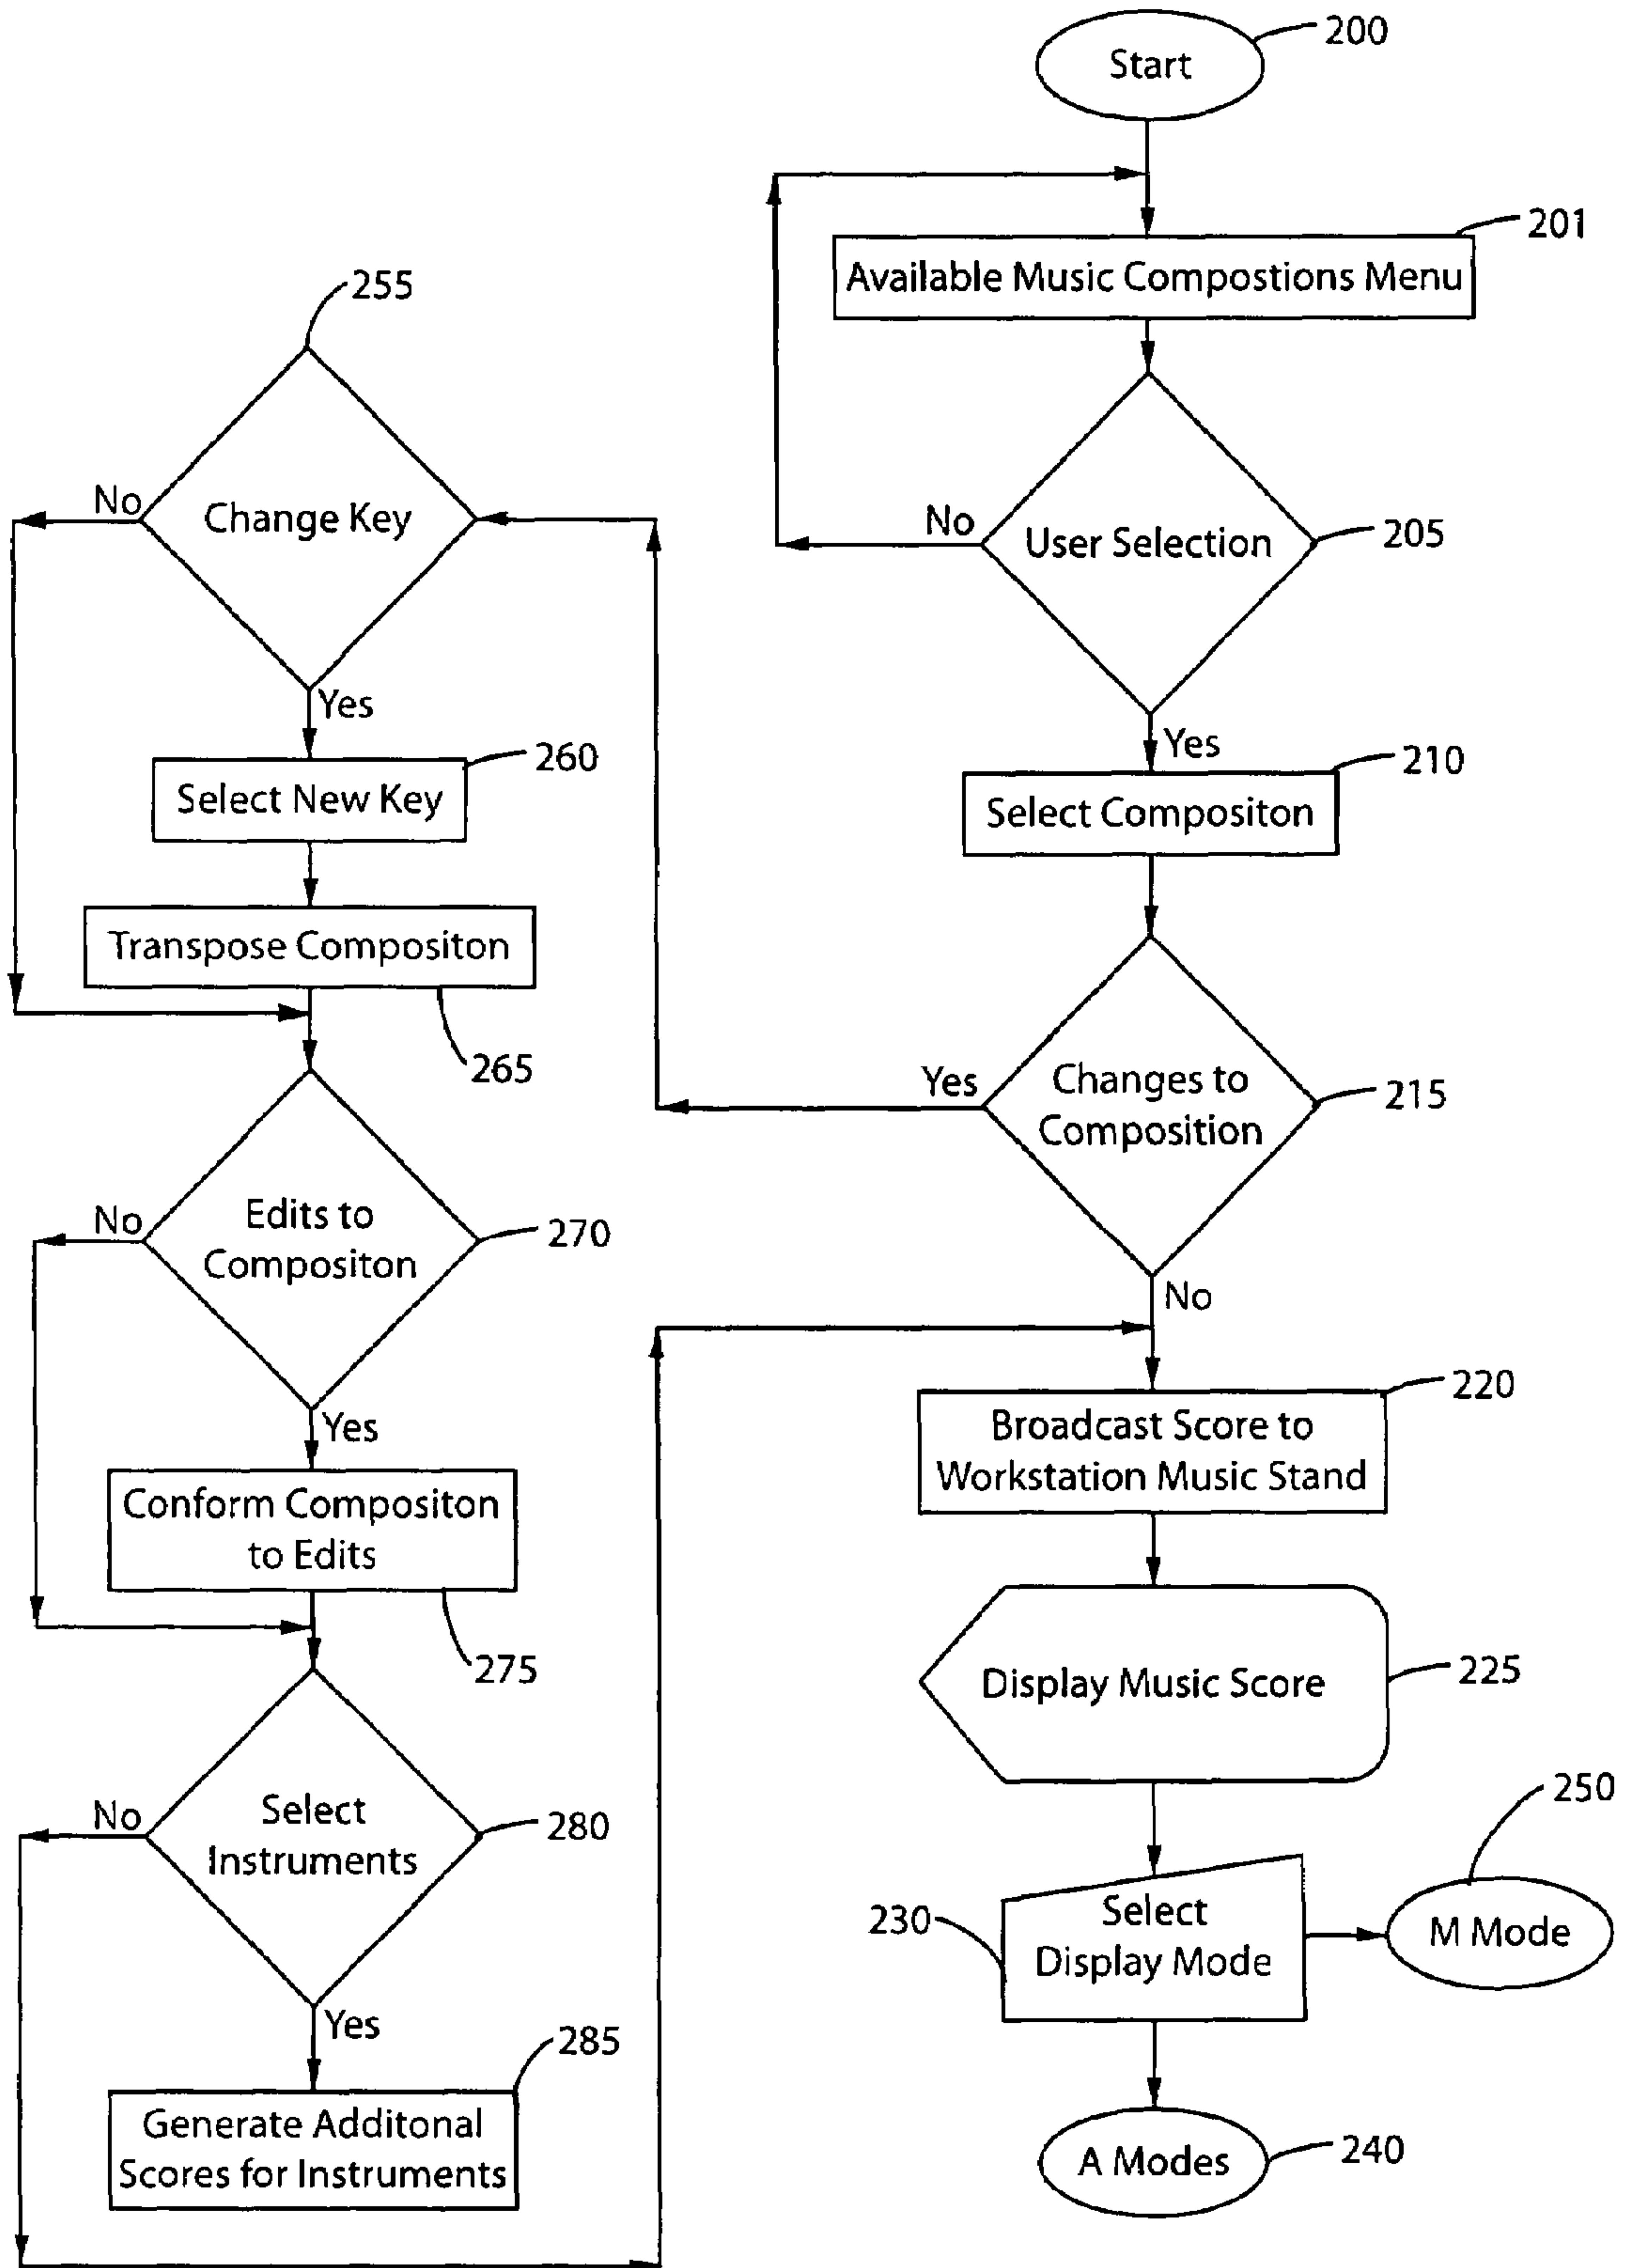 Start
200
Available Music Compostions Menu
201
User Selection
205
No
Yes
Select Compositon
210
Changes to
Composition
215
Yes
No
Broadcast Score to
Workstation Music Stand
220
Display Music Score
225
Select
Display Mode
230
M Mode
250
A Modes
240
255
Change Key
No
Yes
Select New Key
260
Transpose Compositon
265
Edits to
Compositon
270
No
Yes
Conform Compositon
to Edits
275
Select
Instruments
280
No
Yes
Generate Additonal
Scores for Instruments
285